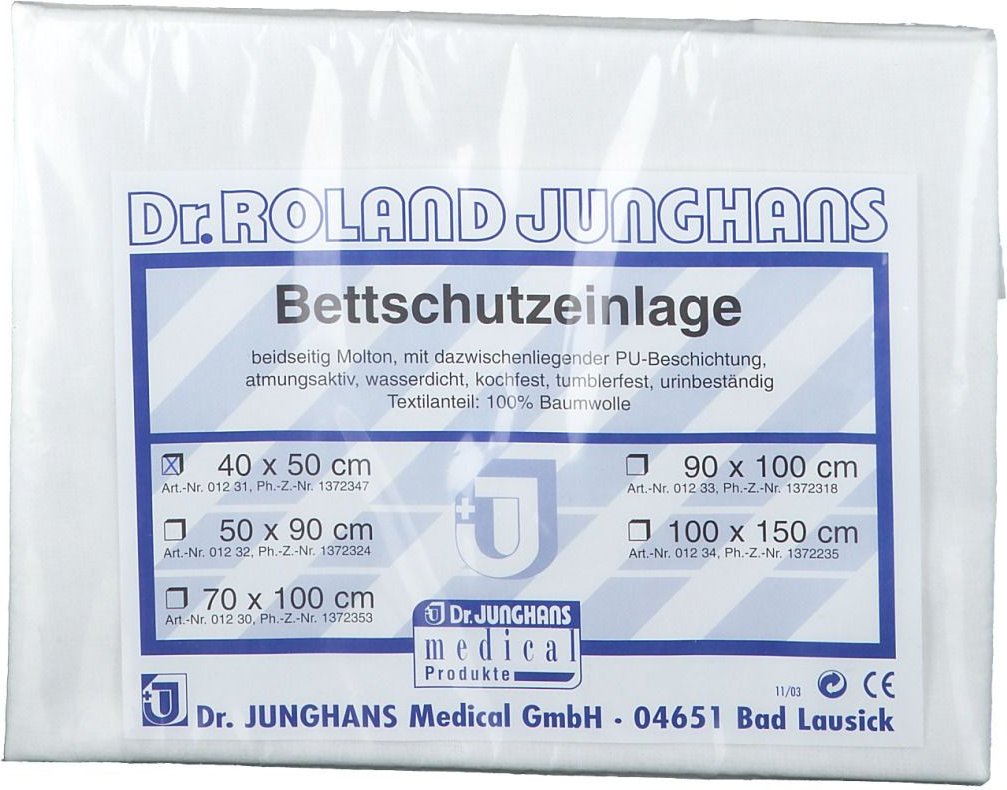 Dr. ROLAND JUNGHANS
Bettschutzeinlage
beidseitig Molton, mit dazwischenliegender PU-Beschichtung,
atmungsaktiv, wasserdicht, kochfest, tumblerfest, urinbeständig
Textilanteil: 100% Baumwolle
40 x 50 cm
Art.-Nr. 012 31, Ph.-Z.-Nr. 1372347
50 x 90 cm
Art.-Nr. 012 32, Ph.-Z.-Nr. 1372324
70 x 100 cm
Art.-Nr. 012 30, Ph.-Z.-Nr. 1372353
90 x 100 cm
Art.-Nr. 012 33, Ph.-Z.-Nr. 1372318
100 x 150 cm
Art.-Nr. 012 34, Ph.-Z.-Nr. 1372235
Dr. JUNGHANS
medical
Produkte
11/03 CE
Dr. JUNGHANS Medical GmbH · 04651 Bad Lausick